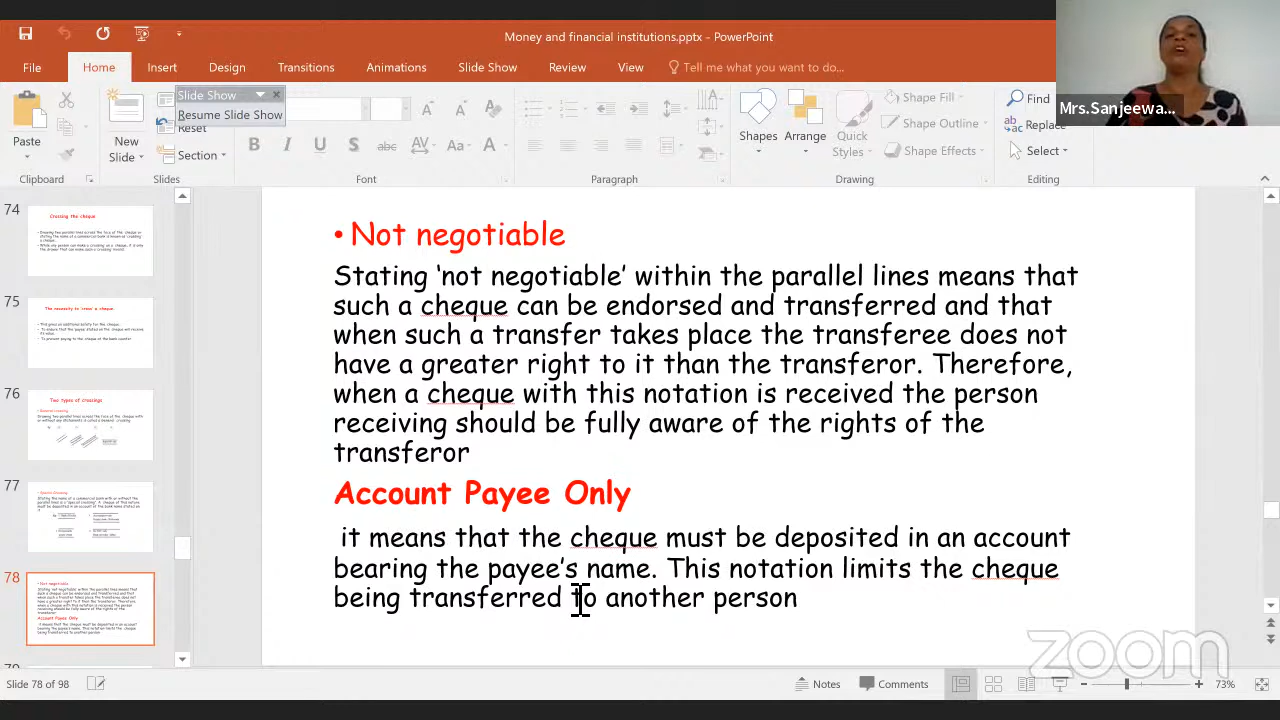 Money and financial institutions.pptx - PowerPoint
File Home Insert Design Transitions Animations Slide Show Review View Tell me what you want to do...
Slide Show
Resume Slide Show
Paste
New
Slide
Reset
Section
B I U S abc AV Aa A
Shapes
Arrange
Quick
Styles
Shape Fill
Shape Outline
Shape Effects
Find
Replace
Select
Clipboard Slides Font Paragraph Drawing Editing
Mrs.Sanjeewa...
74
Crossing the cheque
75
The necessity to 'cross' a cheque
76
Two types of crossings
77
78
• Not negotiable
Stating ‘not negotiable’ within the parallel lines means that
such a cheque can be endorsed and transferred and that
when such a transfer takes place the transferee does not
have a greater right to it than the transferor. Therefore,
when a cheque with this notation is received the person
receiving should be fully aware of the rights of the
transferor
Account Payee Only
it means that the cheque must be deposited in an account
bearing the payee’s name. This notation limits the cheque
being transferred to another person
zoom
Slide 78 of 98
Notes Comments 73%